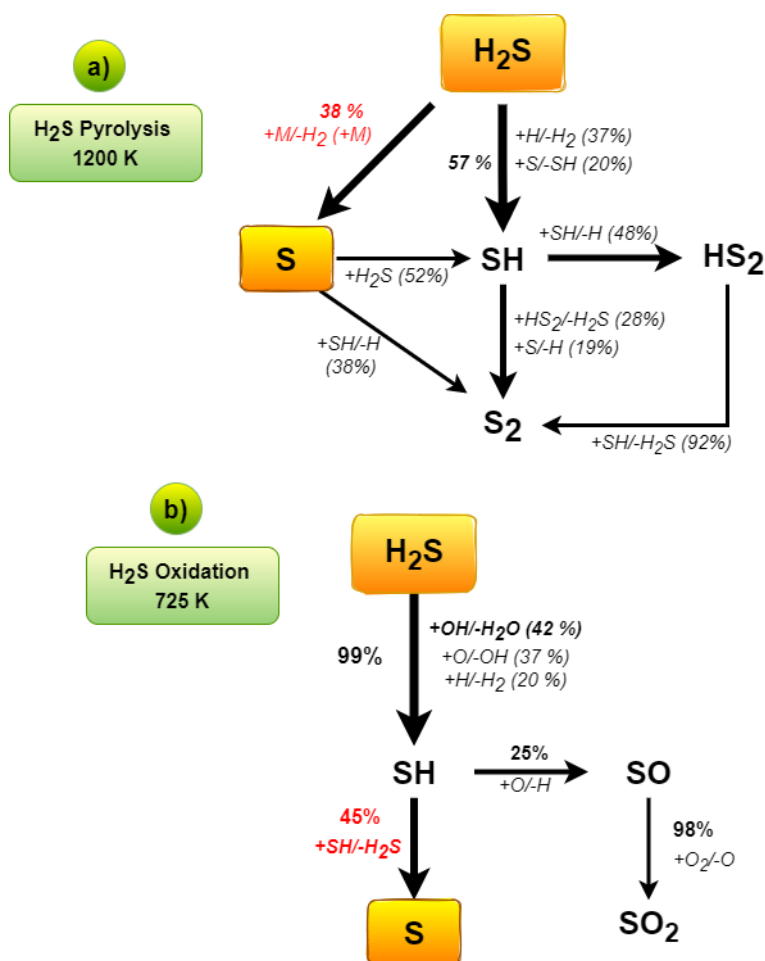 a)
H₂S Pyrolysis
1200 K
H₂S
38 %
+M/-H₂ (+M)
57 %
+H/-H₂ (37%)
+S/-SH (20%)
S
+H₂S (52%)
SH
+SH/-H (48%)
HS₂
+SH/-H
(38%)
+HS₂/-H₂S (28%)
+S/-H (19%)
S₂
+SH/-H₂S (92%)
b)
H₂S Oxidation
725 K
H₂S
99%
+OH/-H₂O (42 %)
+O/-OH (37 %)
+H/-H₂ (20 %)
SH
25%
+O/-H
SO
45%
+SH/-H₂S
98%
+O₂/-O
S
SO₂